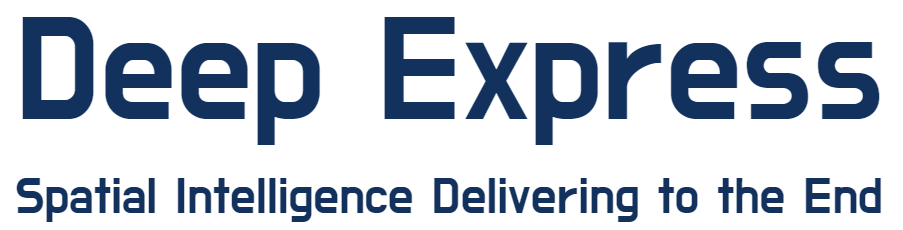 Deep Express
Spatial Intelligence Delivering to the End